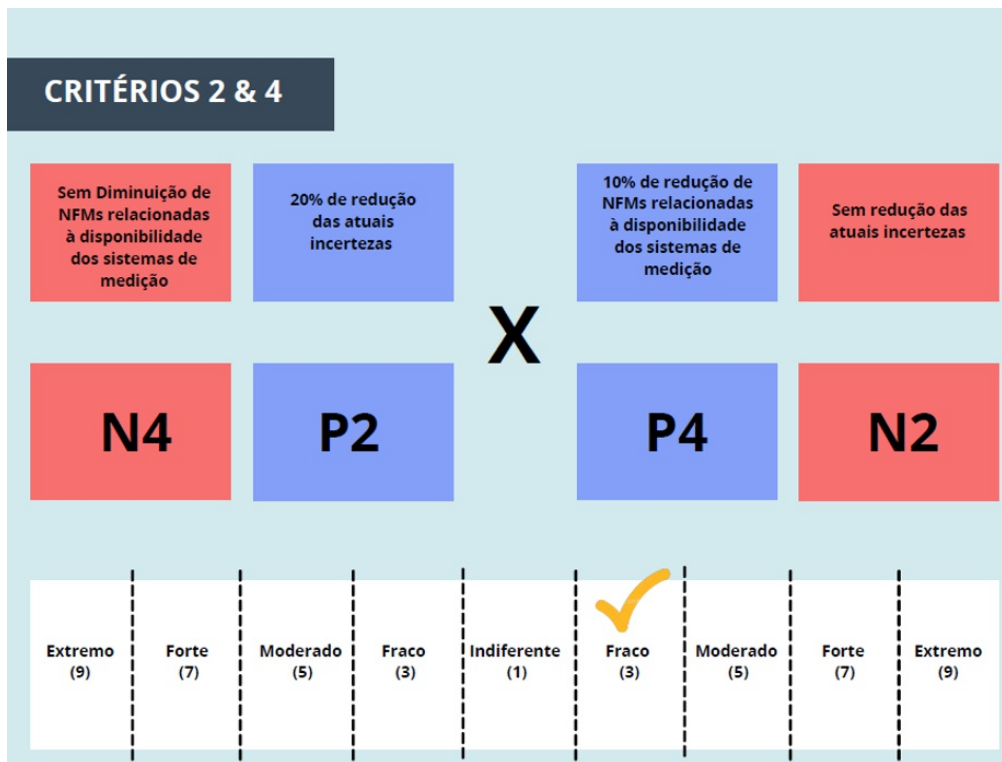 CRITÉRIOS 2 & 4
Sem Diminuição de
NFMs relacionadas
à disponibilidade
dos sistemas de
medição
20% de redução
das atuais
incertezas
10% de redução de
NFMs relacionadas
à disponibilidade
dos sistemas de
medição
Sem redução das
atuais incertezas
X
N4
P2
P4
N2
Extremo
(9)
Forte
(7)
Moderado
(5)
Fraco
(3)
Indiferente
(1)
Fraco
(3)
Moderado
(5)
Forte
(7)
Extremo
(9)